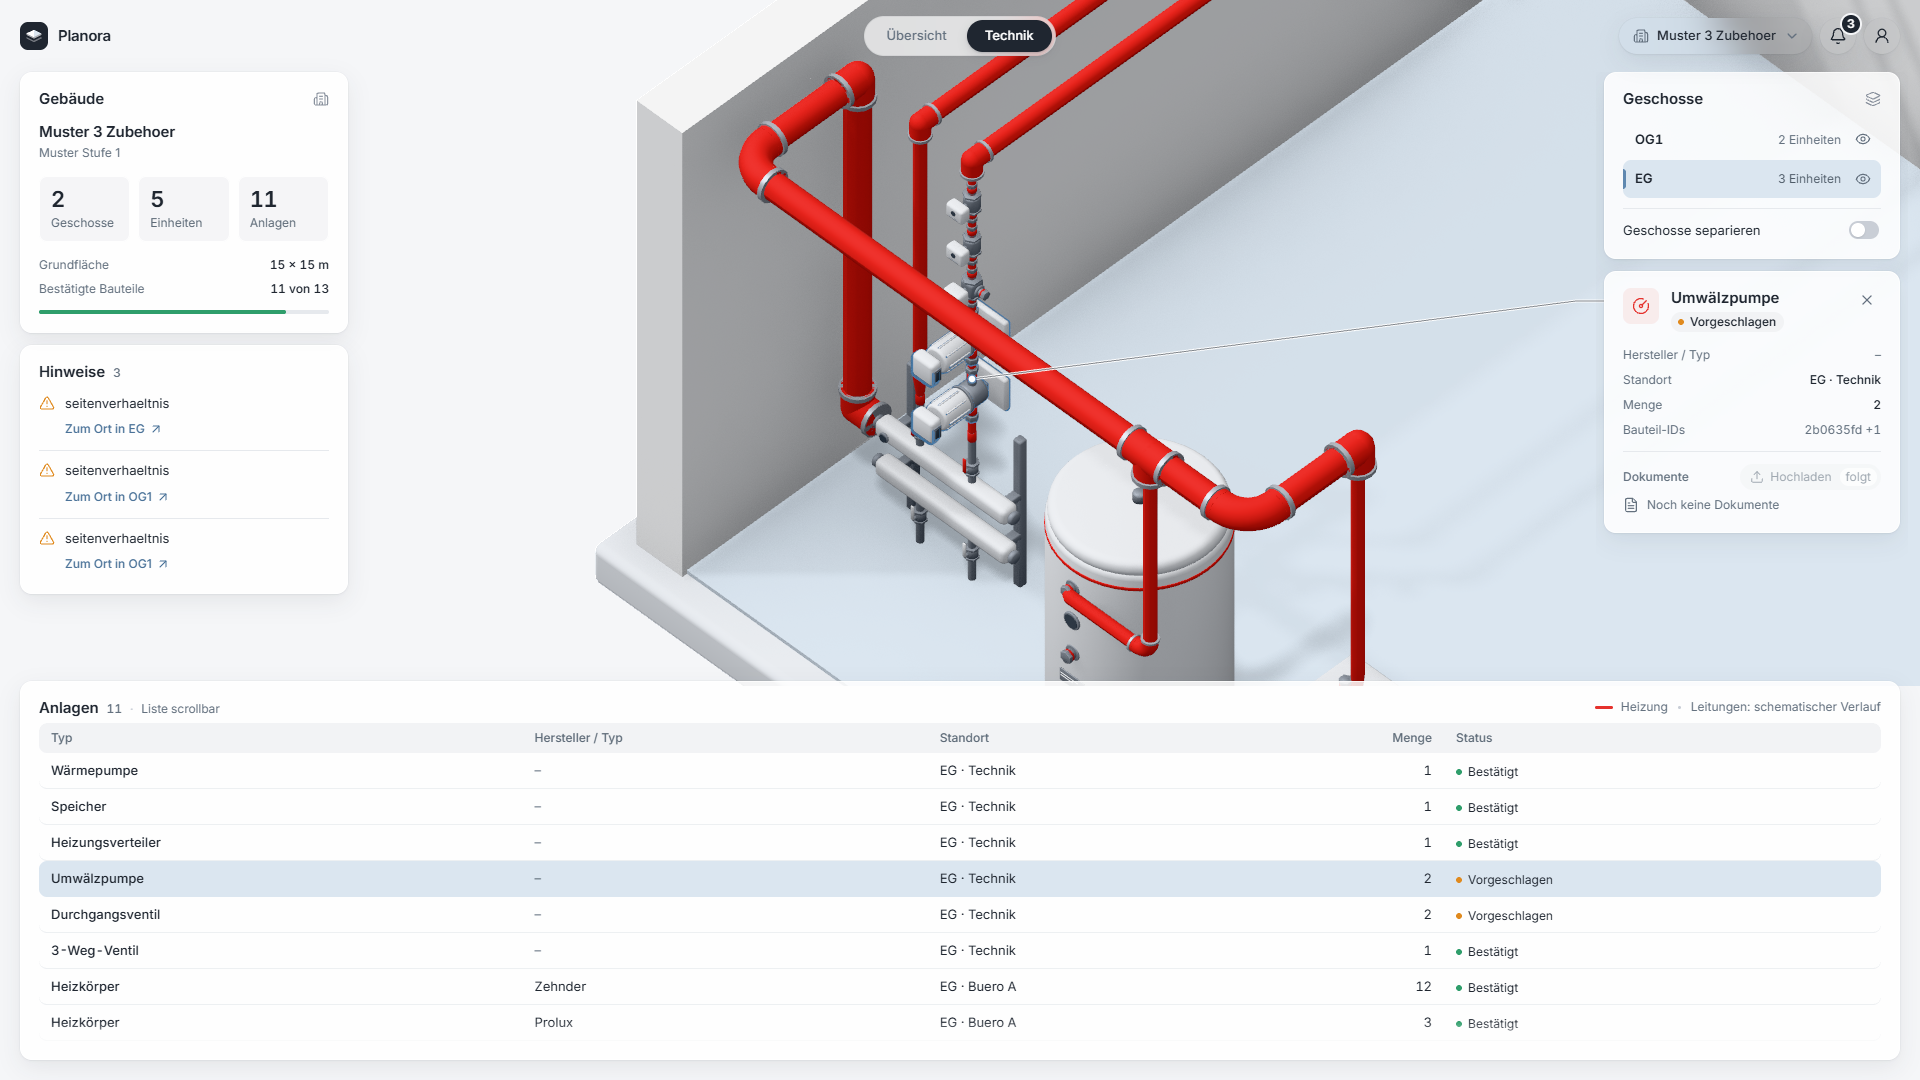 Planora
Übersicht
Technik
Muster 3 Zubehoer
3
Gebäude
Muster 3 Zubehoer
Muster Stufe 1
2
Geschosse
5
Einheiten
11
Anlagen
Grundfläche
15 × 15 m
Bestätigte Bauteile
11 von 13
Hinweise 3
seitenverhaeltnis
Zum Ort in EG
seitenverhaeltnis
Zum Ort in OG1
seitenverhaeltnis
Zum Ort in OG1
Geschosse
OG1 2 Einheiten
EG 3 Einheiten
Geschosse separieren
Umwälzpumpe
Vorgeschlagen
Hersteller / Typ –
Standort EG · Technik
Menge 2
Bauteil-IDs 2b0635fd +1
Dokumente Hochladen folgt
Noch keine Dokumente
Anlagen 11 · Liste scrollbar
Heizung • Leitungen: schematischer Verlauf
Typ Hersteller / Typ Standort Menge Status
Wärmepumpe – EG · Technik 1 Bestätigt
Speicher – EG · Technik 1 Bestätigt
Heizungsverteiler – EG · Technik 1 Bestätigt
Umwälzpumpe – EG · Technik 2 Vorgeschlagen
Durchgangsventil – EG · Technik 2 Vorgeschlagen
3-Weg-Ventil – EG · Technik 1 Bestätigt
Heizkörper Zehnder EG · Buero A 12 Bestätigt
Heizkörper Prolux EG · Buero A 3 Bestätigt